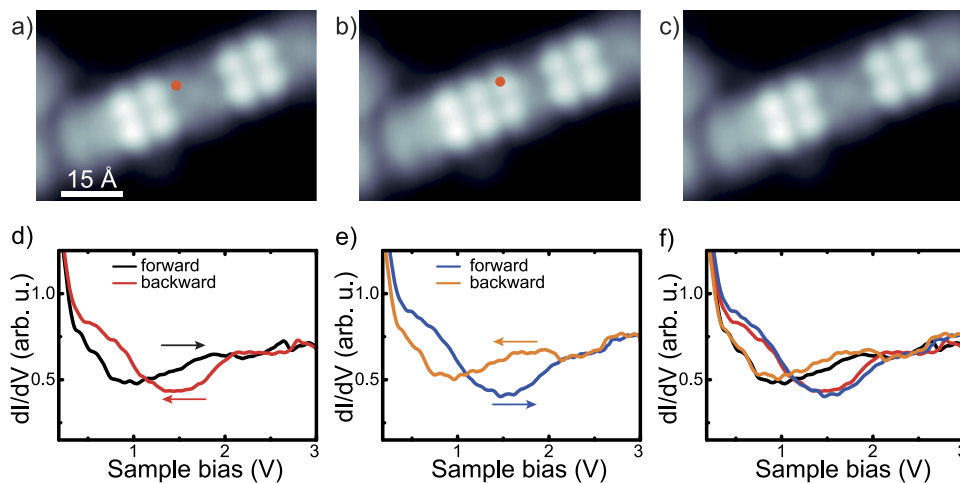 a)
b)
c)
15 Å
d)
e)
f)
forward
backward
forward
backward
1.0
0.5
dI/dV (arb. u.)
1
2
3
Sample bias (V)
1.0
0.5
dI/dV (arb. u.)
1
2
3
Sample bias (V)
1.0
0.5
dI/dV (arb. u.)
1
2
3
Sample bias (V)